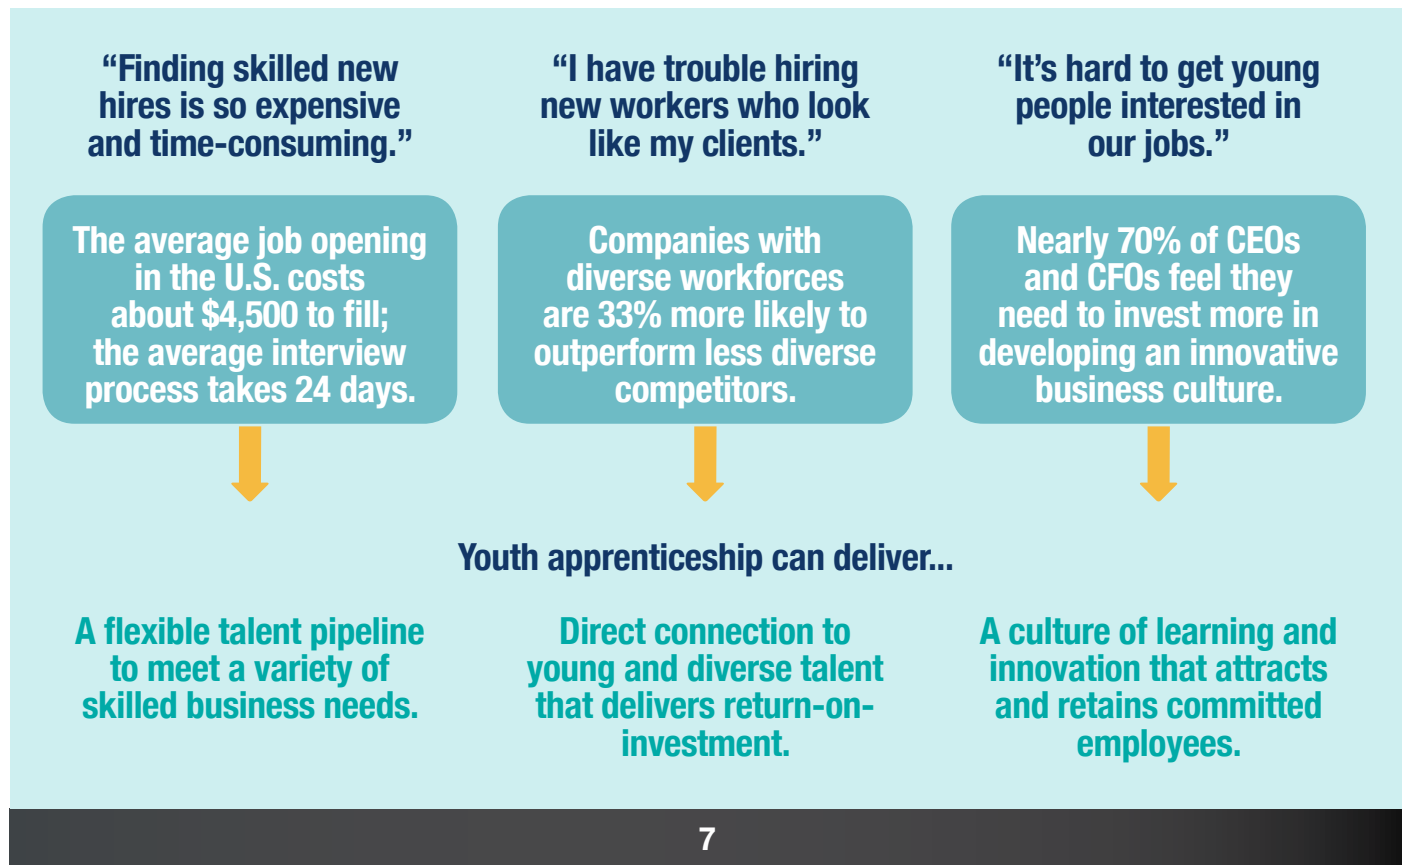 “Finding skilled new
hires is so expensive
and time-consuming.”
“I have trouble hiring
new workers who look
like my clients.”
“It’s hard to get young
people interested in
our jobs.”
The average job opening
in the U.S. costs
about $4,500 to fill;
the average interview
process takes 24 days.
Companies with
diverse workforces
are 33% more likely to
outperform less diverse
competitors.
Nearly 70% of CEOs
and CFOs feel they
need to invest more in
developing an innovative
business culture.
Youth apprenticeship can deliver...
A flexible talent pipeline
to meet a variety of
skilled business needs.
Direct connection to
young and diverse talent
that delivers return-on-
investment.
A culture of learning and
innovation that attracts
and retains committed
employees.
7